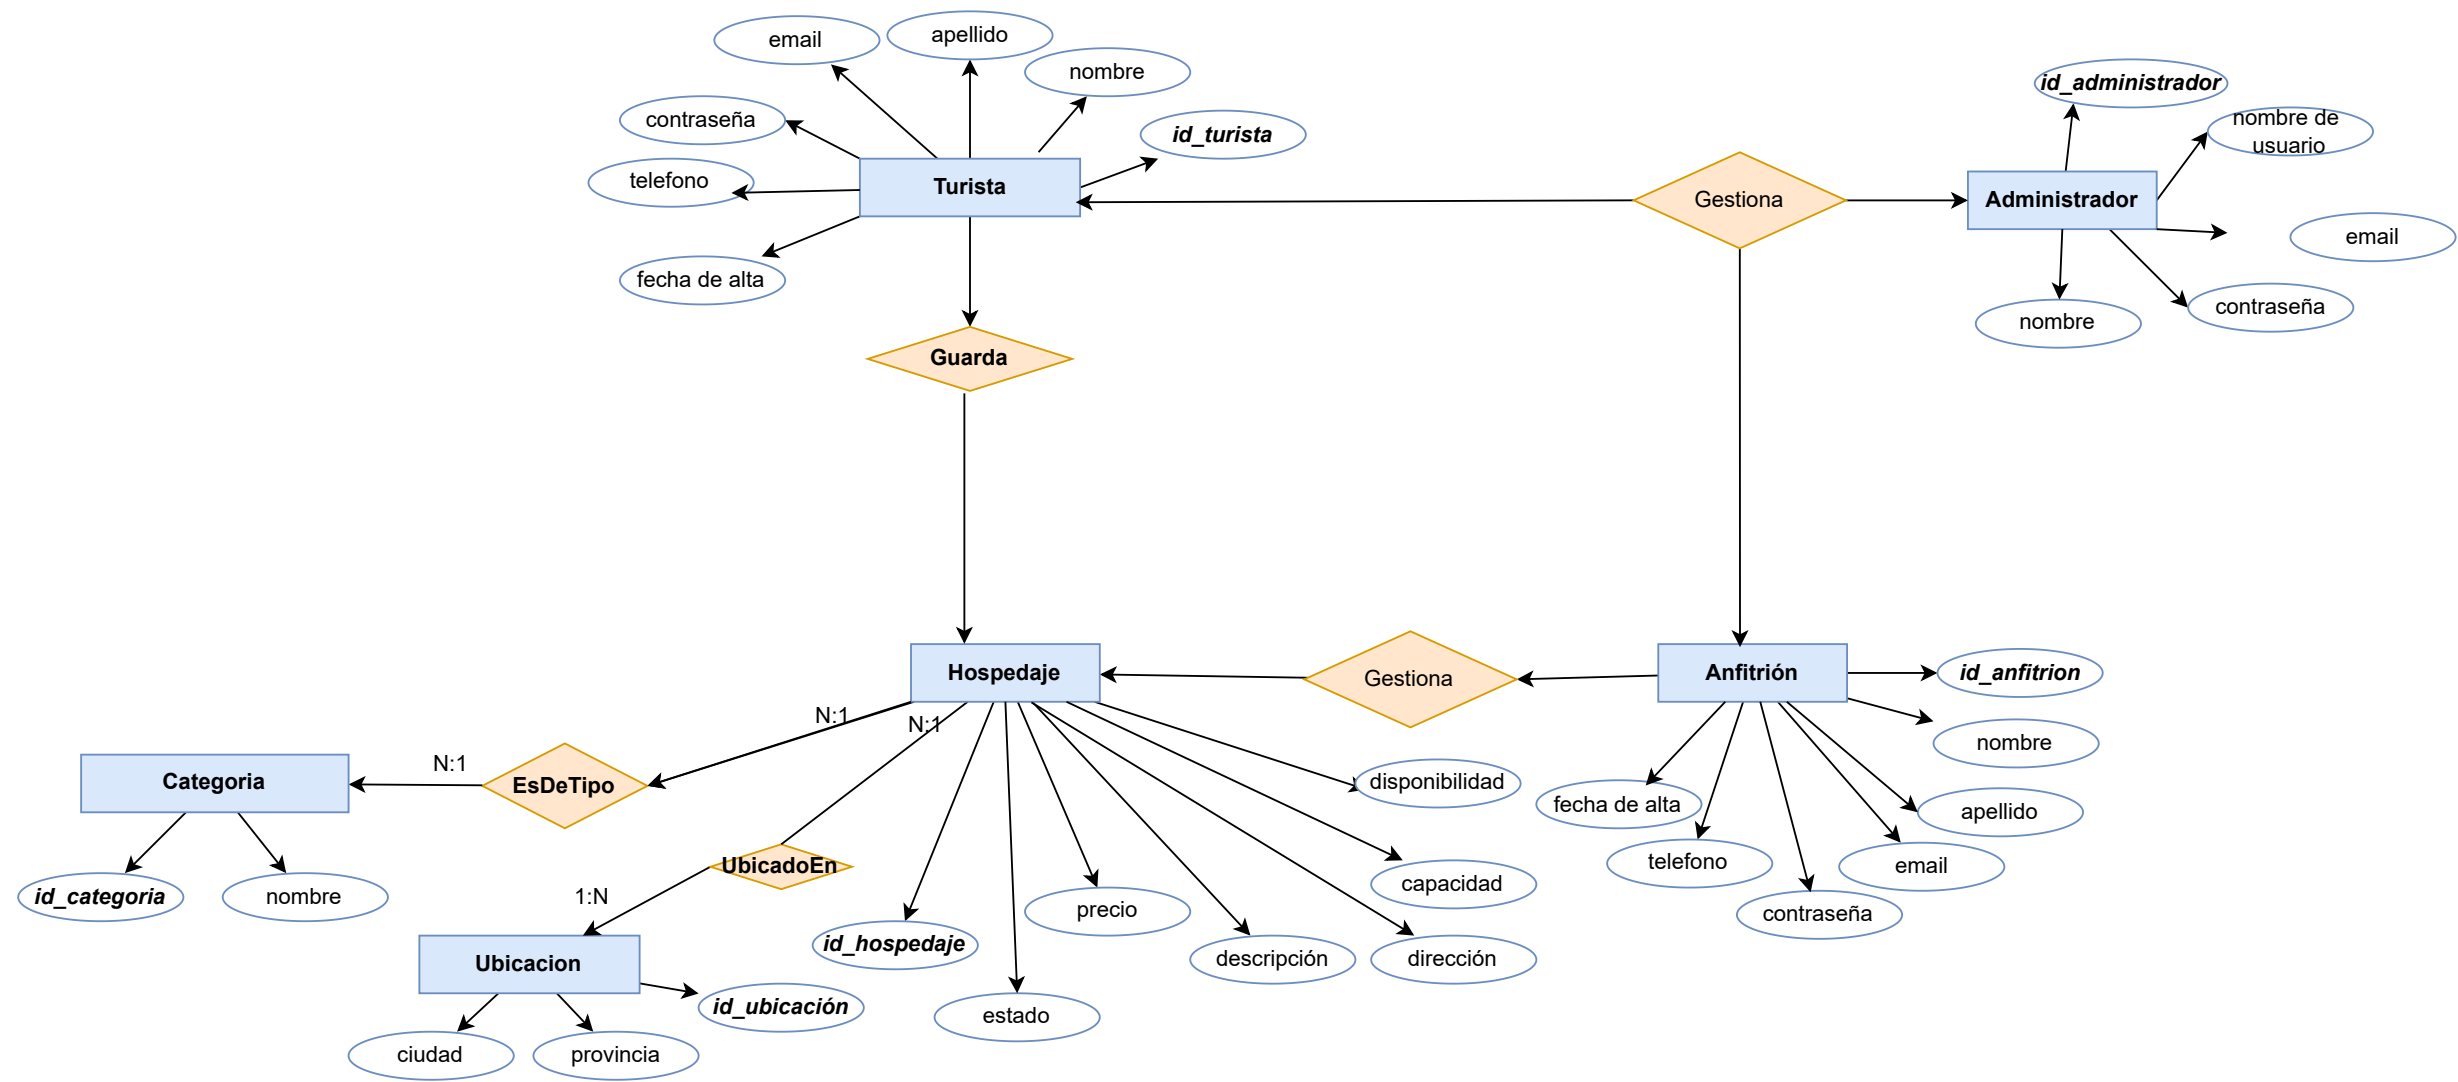 apellido
email
nombre
id_administrador
contraseña
nombre de
usuario
id_turista
telefono
Turista
Gestiona
Administrador
email
fecha de alta
contraseña
nombre
Guarda
Hospedaje
Gestiona
Anfitrión
id_anfitrion
N:1
N:1
nombre
N:1
Categoria
EsDeTipo
disponibilidad
fecha de alta
apellido
UbicadoEn
telefono
email
capacidad
id_categoria
nombre
1:N
precio
contraseña
id_hospedaje
Ubicacion
descripción
dirección
id_ubicación
estado
ciudad
provincia